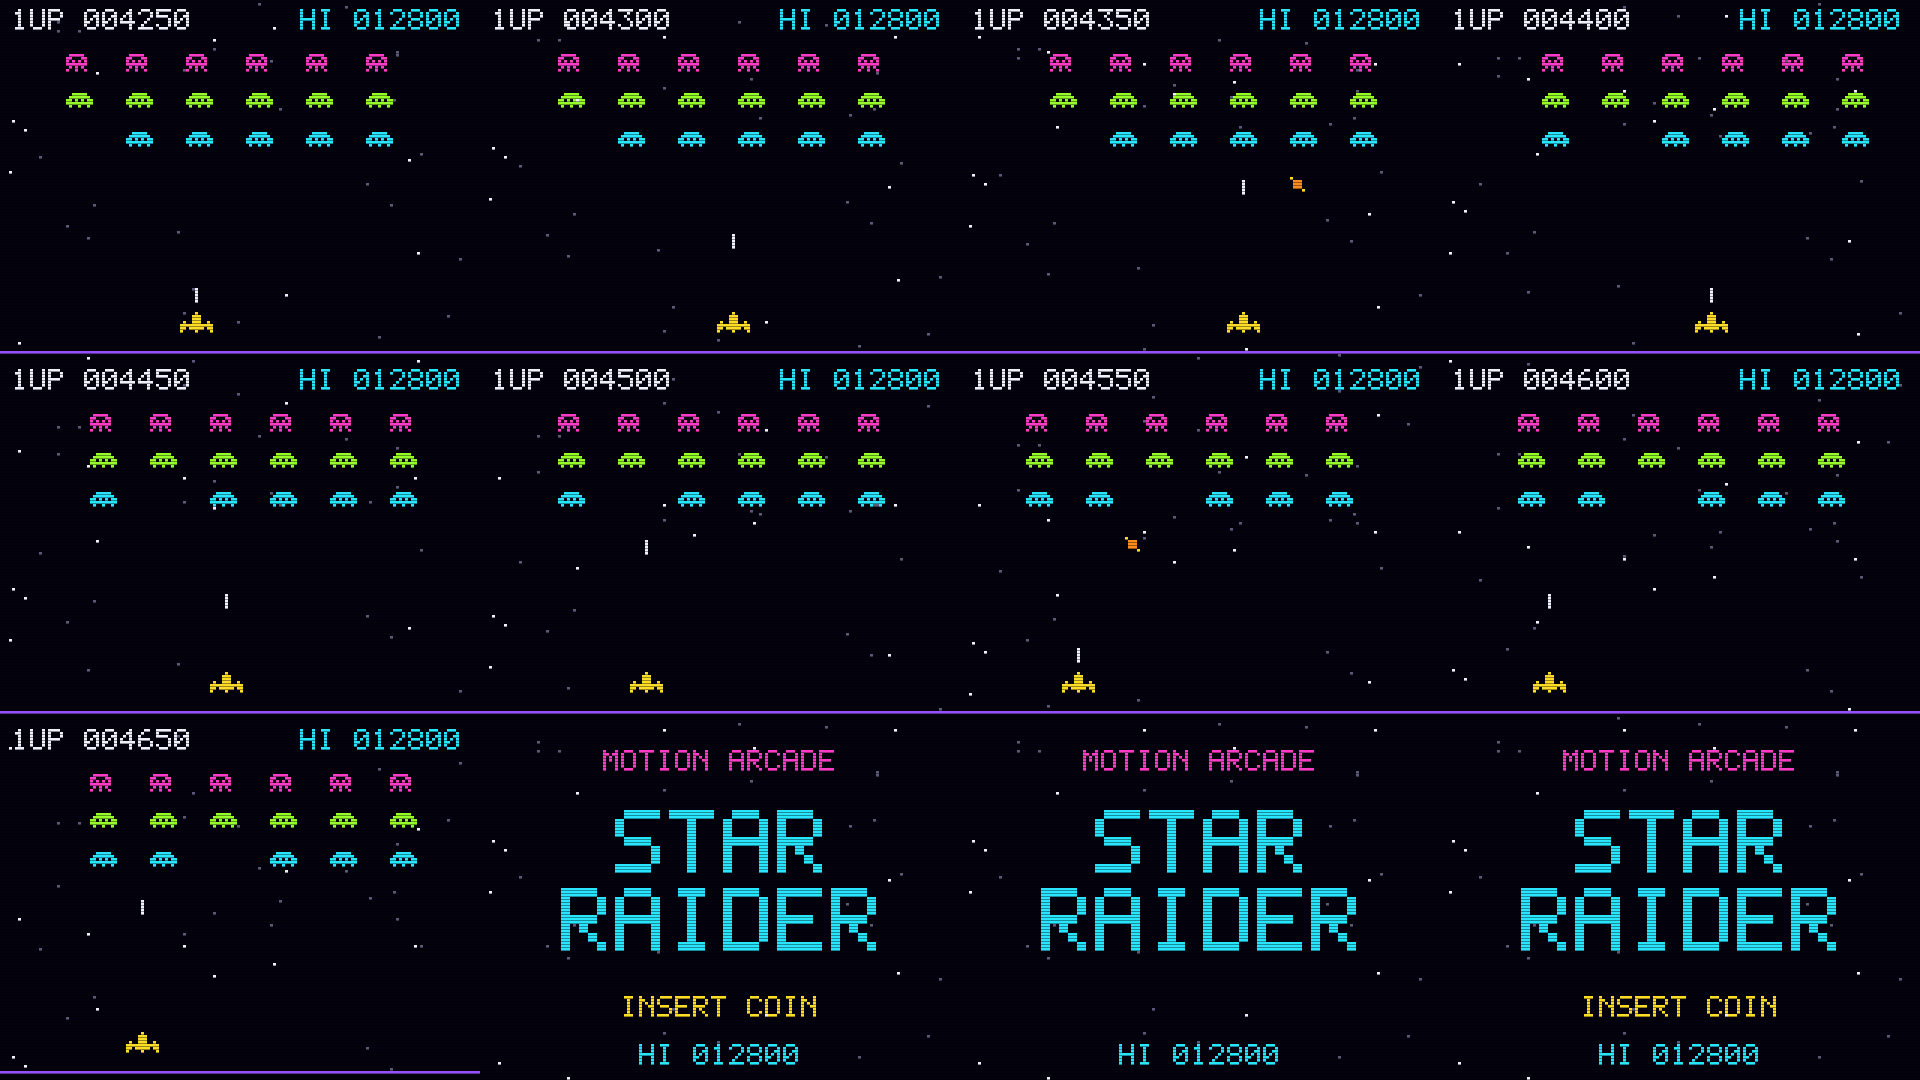 1UP 004250 HI 012800
1UP 004300 HI 012800
1UP 004350 HI 012800
1UP 004400 HI 012800
1UP 004450 HI 012800
1UP 004500 HI 012800
1UP 004550 HI 012800
1UP 004600 HI 012800
1UP 004650 HI 012800
MOTION ARCADE
STAR
RAIDER
INSERT COIN
HI 012800
MOTION ARCADE
STAR
RAIDER
HI 012800
MOTION ARCADE
STAR
RAIDER
INSERT COIN
HI 012800